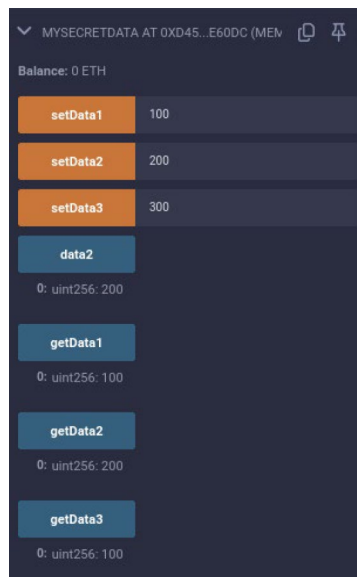 MYSECRETDATA AT 0XD45...E60DC (MEM
Balance: 0 ETH
setData1 100
setData2 200
setData3 300
data2
0: uint256: 200
getData1
0: uint256: 100
getData2
0: uint256: 200
getData3
0: uint256: 100